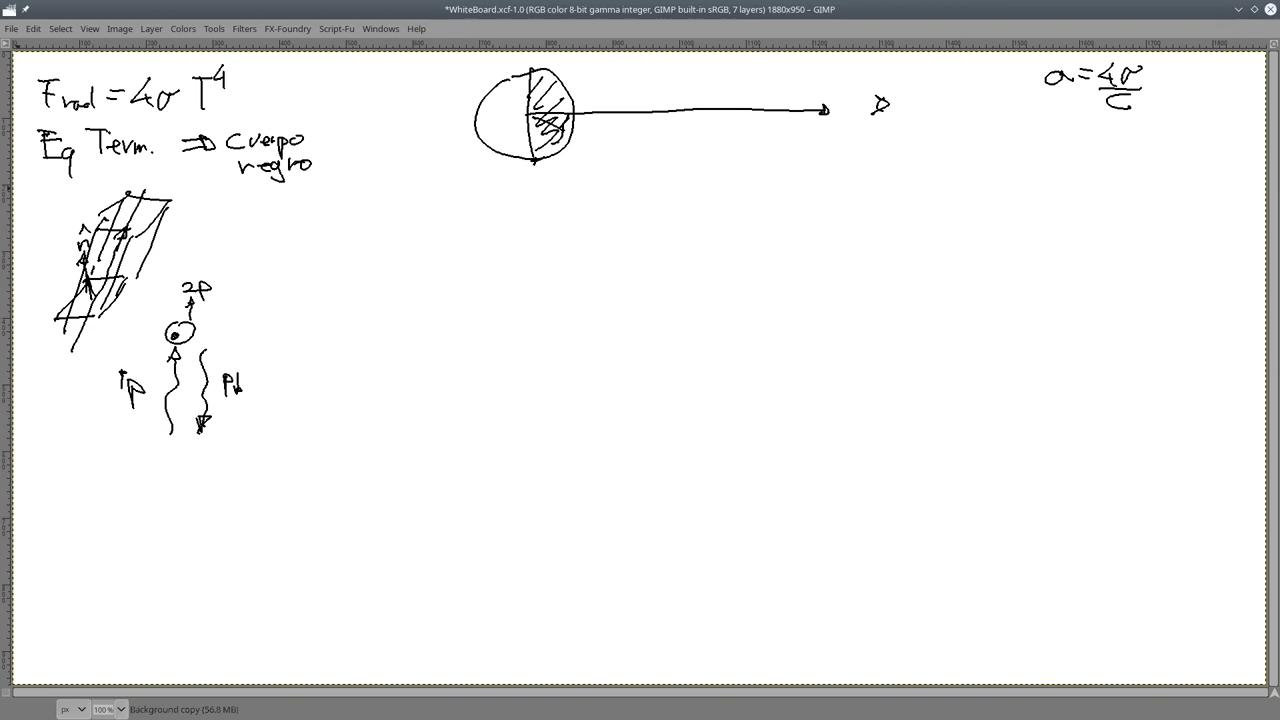 *WhiteBoard.xcf-1.0 (RGB color 8-bit gamma integer, GIMP built-in sRGB, 7 layers) 1880x950 – GIMP
File Edit Select View Image Layer Colors Tools Filters FX-Foundry Script-Fu Windows Help
Frad = 4σ T⁴
a = 4σ/c
Eq Term. ⇒ Cuerpo
negro
n̂
2P
P
px 100% Background copy (56.8 MB)